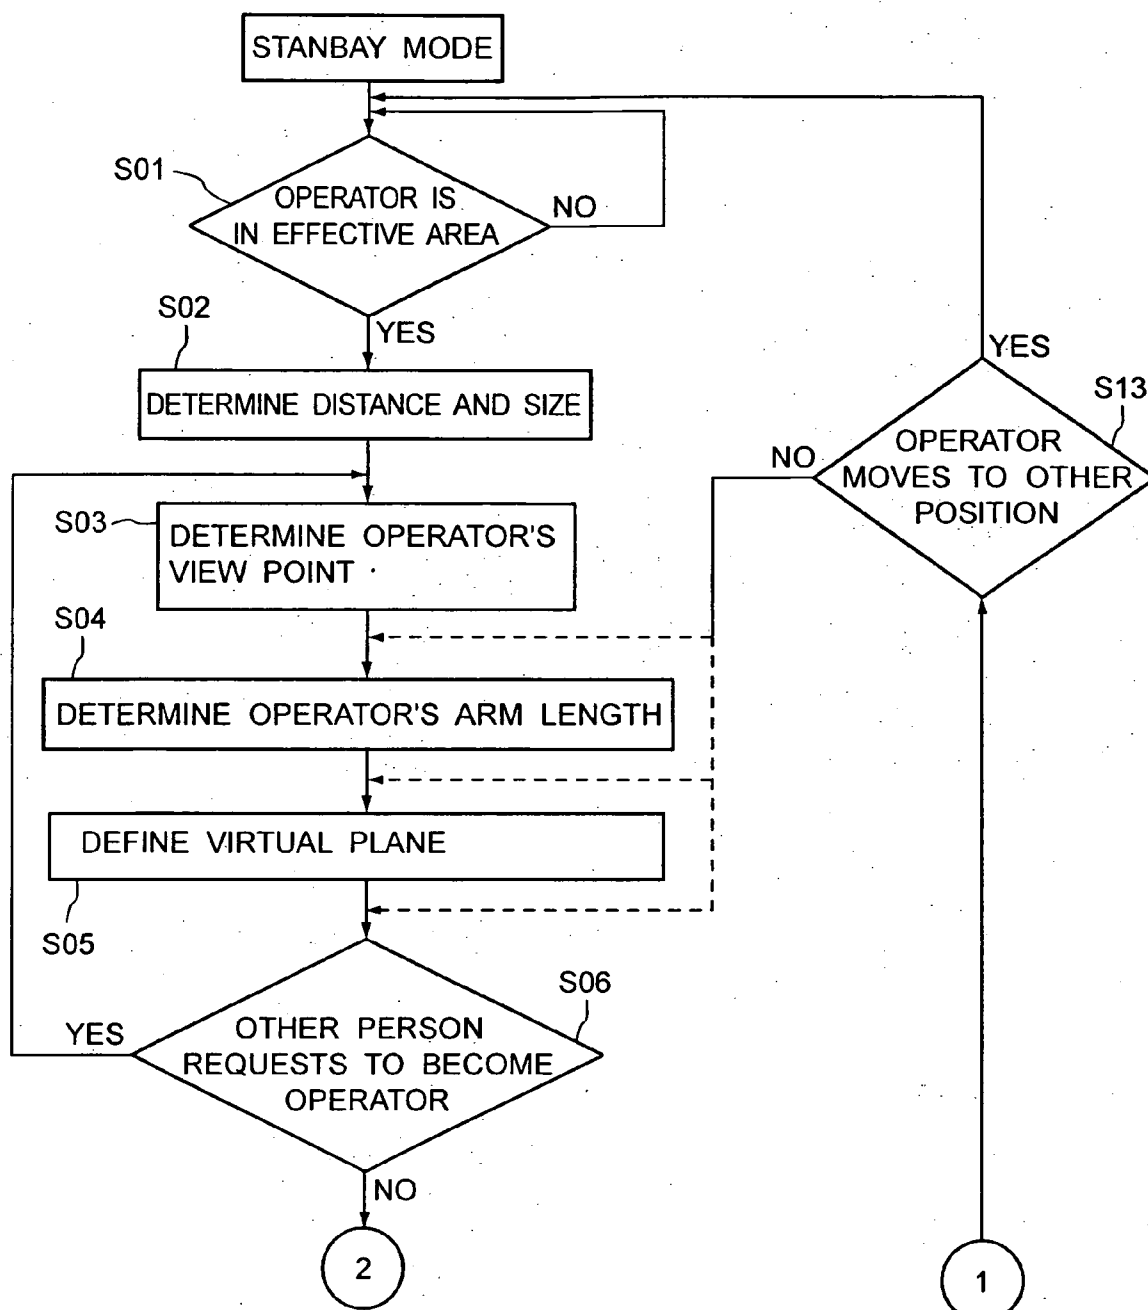 STANBAY MODE
S01
OPERATOR IS
IN EFFECTIVE AREA
NO
YES
S02
DETERMINE DISTANCE AND SIZE
S03
DETERMINE OPERATOR'S
VIEW POINT
S04
DETERMINE OPERATOR'S ARM LENGTH
DEFINE VIRTUAL PLANE
S05
S06
YES
OTHER PERSON
REQUESTS TO BECOME
OPERATOR
NO
2
YES
S13
NO
OPERATOR
MOVES TO OTHER
POSITION
1